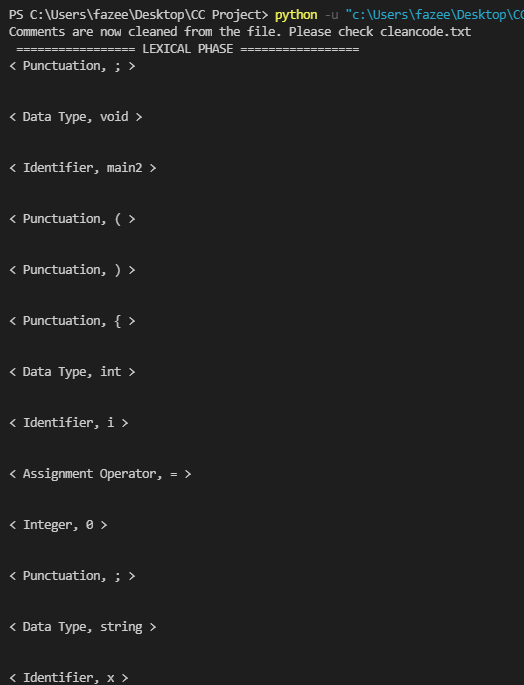 PS C:\Users\fazee\Desktop\CC Project> python -u "c:\Users\fazee\Desktop\CC
Comments are now cleaned from the file. Please check cleancode.txt
================= LEXICAL PHASE =================
< Punctuation, ; >
< Data Type, void >
< Identifier, main2 >
< Punctuation, ( >
< Punctuation, ) >
< Punctuation, { >
< Data Type, int >
< Identifier, i >
< Assignment Operator, = >
< Integer, 0 >
< Punctuation, ; >
< Data Type, string >
< Identifier, x >